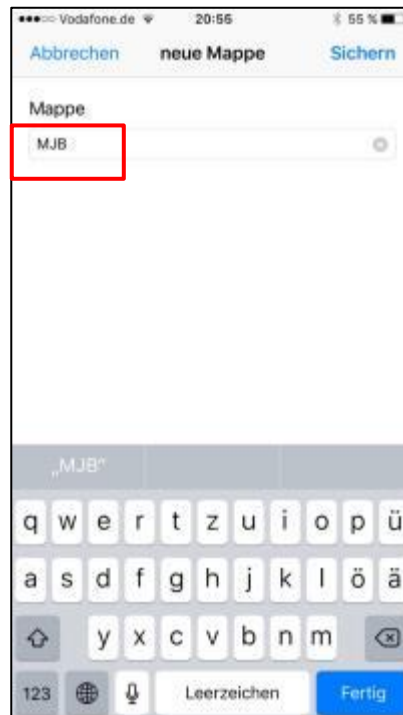 Vodafone.de 20:56 55 %
Abbrechen neue Mappe Sichern
Mappe
MJB
„MJB“
q w e r t z u i o p ü
a s d f g h j k l ö ä
y x c v b n m
123 Leerzeichen Fertig